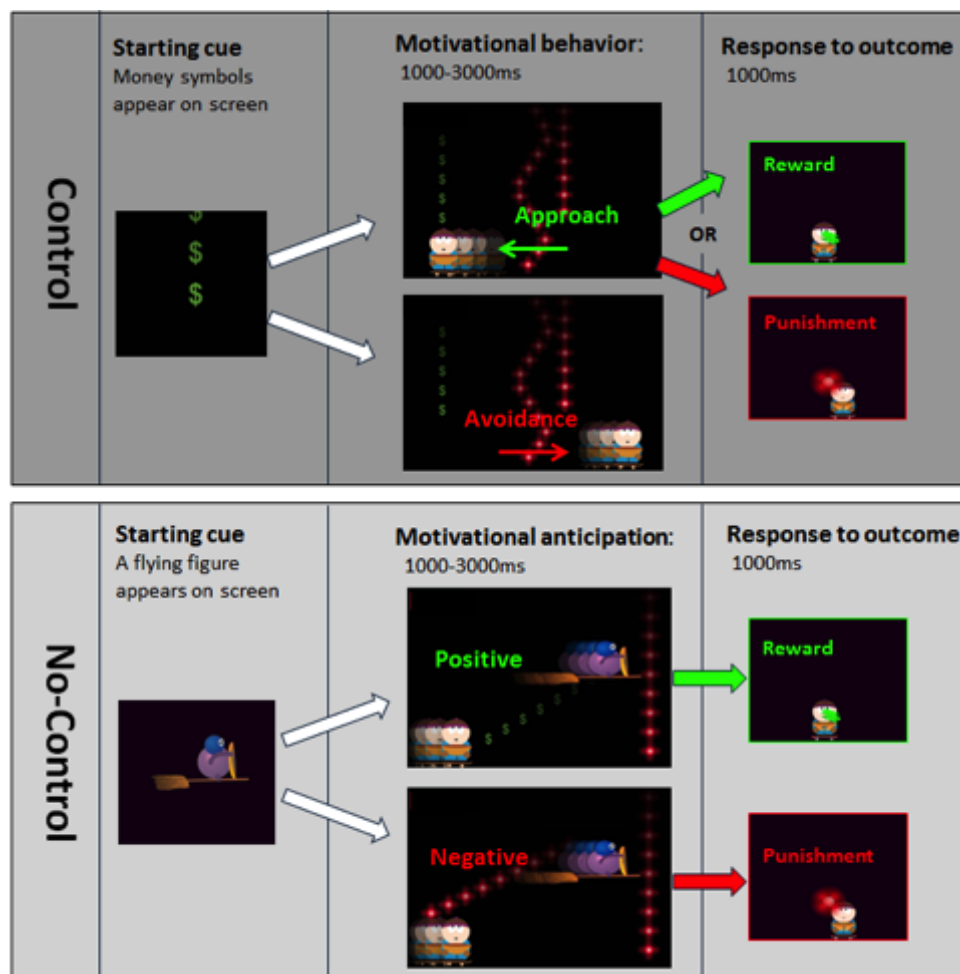 Control
Starting cue
Money symbols
appear on screen
$
$
$
Motivational behavior:
1000-3000ms
$
$
$
$
$
$
Approach
$
$
$
$
$
Avoidance
Response to outcome
1000ms
Reward
OR
Punishment
No-Control
Starting cue
A flying figure
appears on screen
Motivational anticipation:
1000-3000ms
Positive
$ $ $ $ $ $
Negative
Response to outcome
1000ms
Reward
Punishment